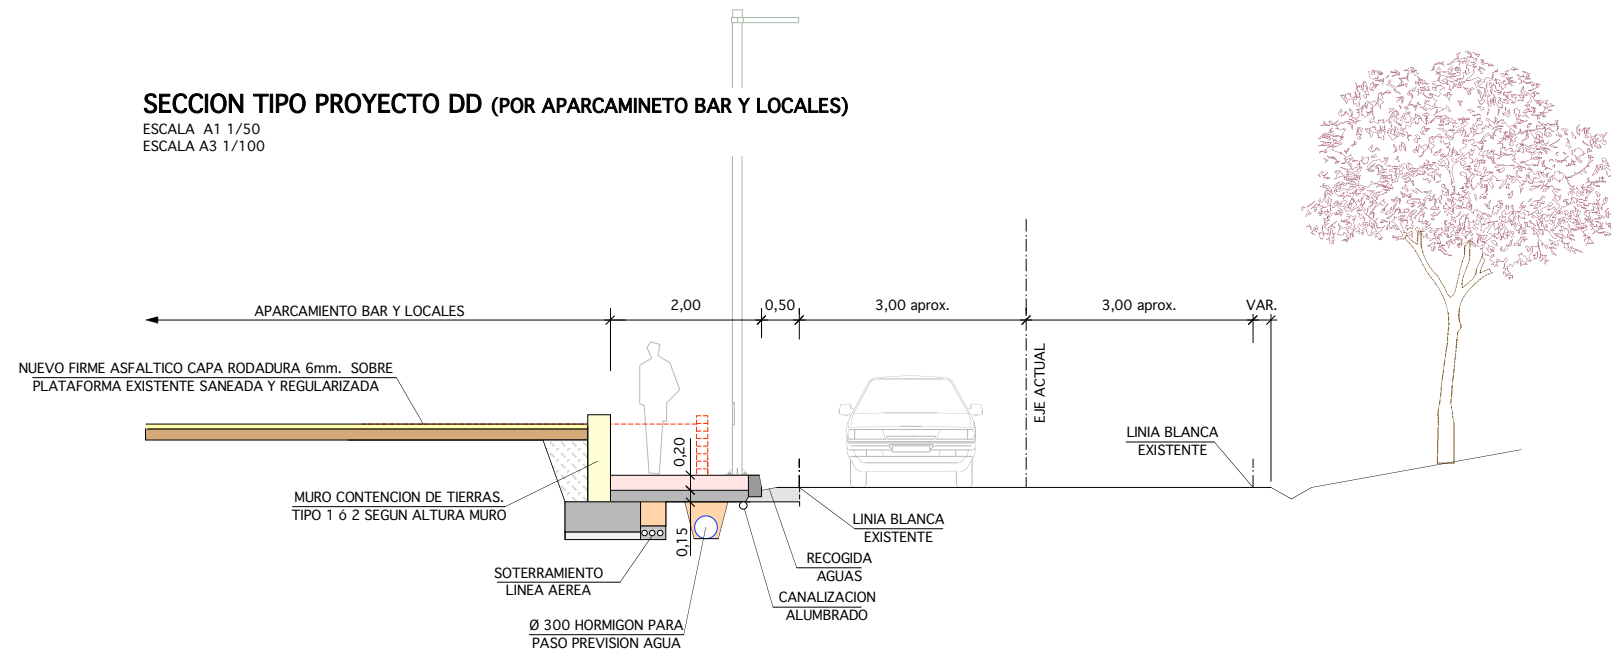 SECCION TIPO PROYECTO DD (POR APARCAMINETO BAR Y LOCALES)
ESCALA A1 1/50
ESCALA A3 1/100
APARCAMIENTO BAR Y LOCALES
2,00
0,50
3,00 aprox.
3,00 aprox.
VAR.
NUEVO FIRME ASFALTICO CAPA RODADURA 6mm. SOBRE
PLATAFORMA EXISTENTE SANEADA Y REGULARIZADA
EJE ACTUAL
LINIA BLANCA
EXISTENTE
0,20
MURO CONTENCION DE TIERRAS.
TIPO 1 ó 2 SEGUN ALTURA MURO
0,15
LINIA BLANCA
EXISTENTE
RECOGIDA
AGUAS
SOTERRAMIENTO
LINEA AEREA
CANALIZACION
ALUMBRADO
Ø 300 HORMIGON PARA
PASO PREVISION AGUA